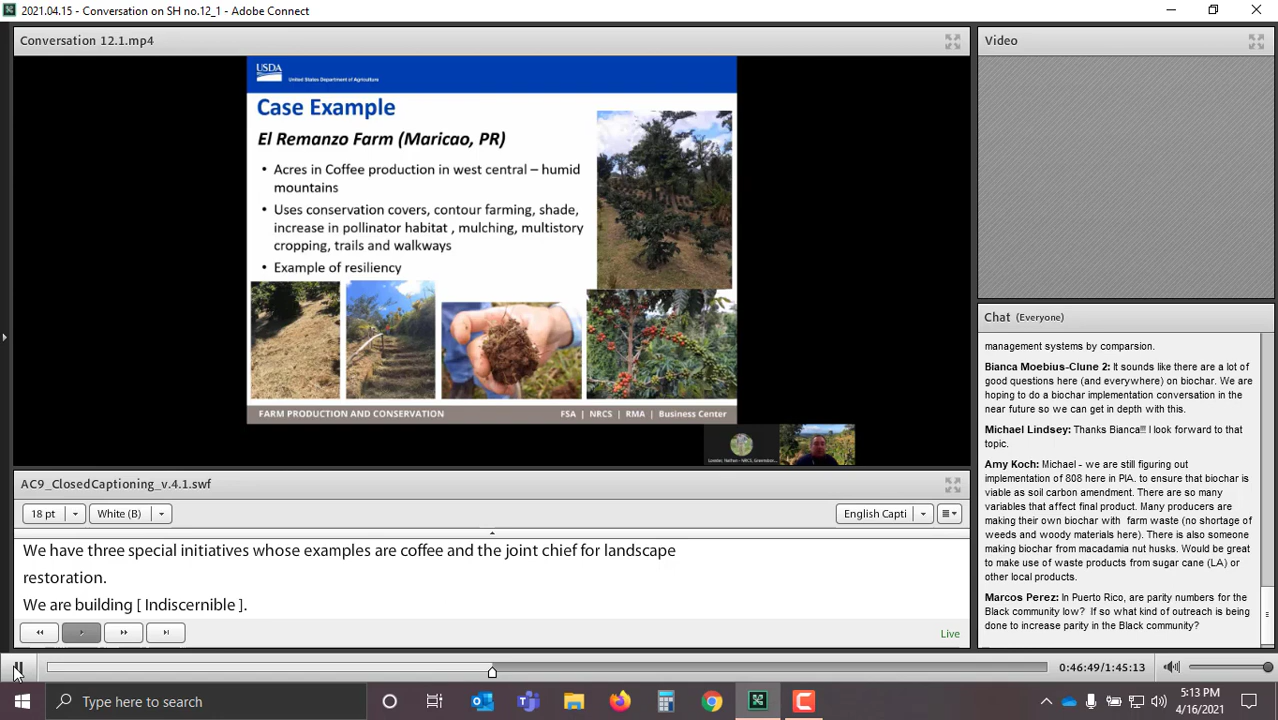 2021.04.15 - Conversation on SH no.12_1 - Adobe Connect
Conversation 12.1.mp4
USDA
United States Department of Agriculture
Case Example
El Remanzo Farm (Maricao, PR)
• Acres in Coffee production in west central – humid
mountains
• Uses conservation covers, contour farming, shade,
increase in pollinator habitat , mulching, multistory
cropping, trails and walkways
• Example of resiliency
FARM PRODUCTION AND CONSERVATION
FSA | NRCS | RMA | Business Center
AC9_ClosedCaptioning_v.4.1.swf
18 pt
White (B)
English Capti
We have three special initiatives whose examples are coffee and the joint chief for landscape
restoration.
We are building [ Indiscernible ].
Live
Video
Chat (Everyone)
management systems by comparsion.
Bianca Moebius-Clune 2: It sounds like there are a lot of
good questions here (and everywhere) on biochar. We are
hoping to do a biochar implementation conversation in the
near future so we can get in depth with this.
Michael Lindsey: Thanks Bianca!!! I look forward to that
topic.
Amy Koch: Michael - we are still figuring out
implementation of 808 here in PIA. to ensure that biochar is
viable as soil carbon amendment. There are so many
variables that affect final product. Many producers are
making their own biochar with farm waste (no shortage of
weeds and woody materials here). There is also someone
making biochar from macadamia nut husks. Would be great
to make use of waste products from sugar cane (LA) or
other local products.
Marcos Perez: In Puerto Rico, are parity numbers for the
Black community low? If so what kind of outreach is being
done to increase parity in the Black community?
0:46:49/1:45:13
Type here to search
5:13 PM
4/16/2021